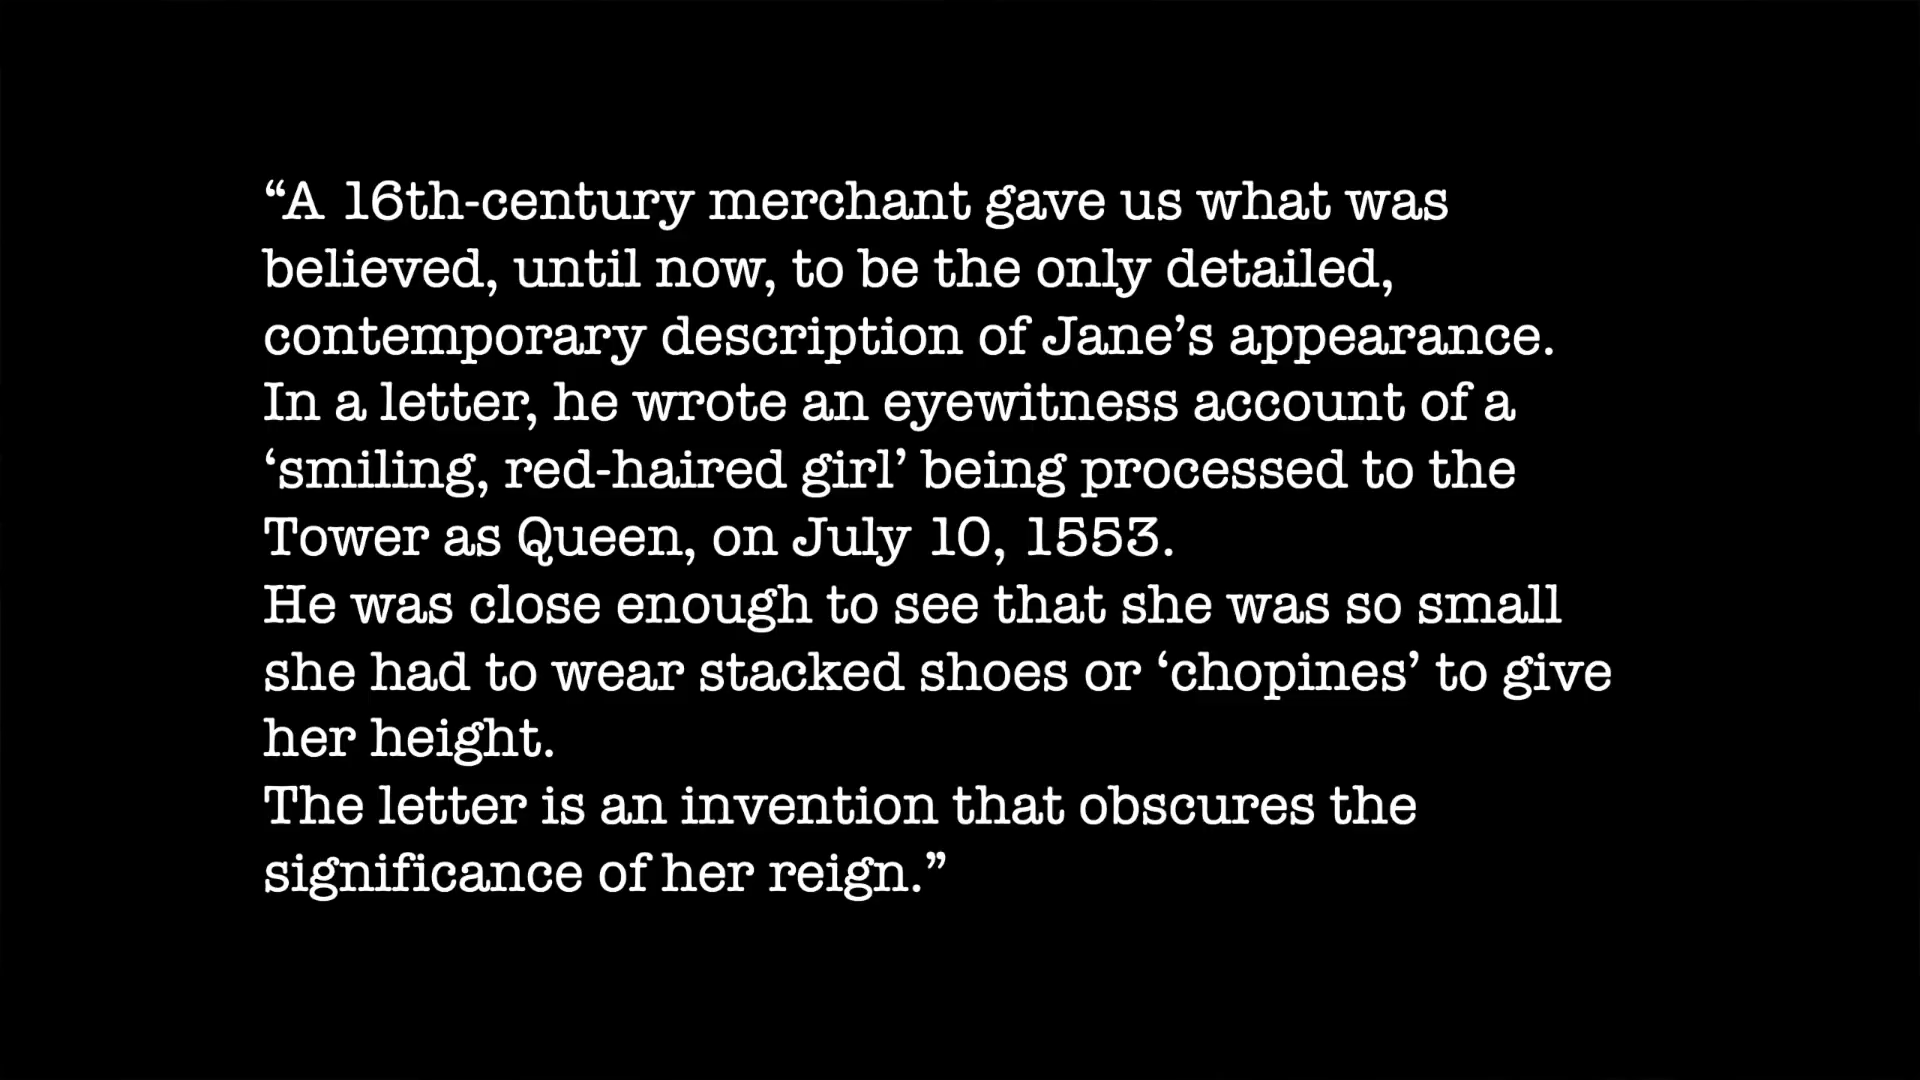 “A 16th-century merchant gave us what was
believed, until now, to be the only detailed,
contemporary description of Jane’s appearance.
In a letter, he wrote an eyewitness account of a
‘smiling, red-haired girl’ being processed to the
Tower as Queen, on July 10, 1553.
He was close enough to see that she was so small
she had to wear stacked shoes or ‘chopines’ to give
her height.
The letter is an invention that obscures the
significance of her reign.”